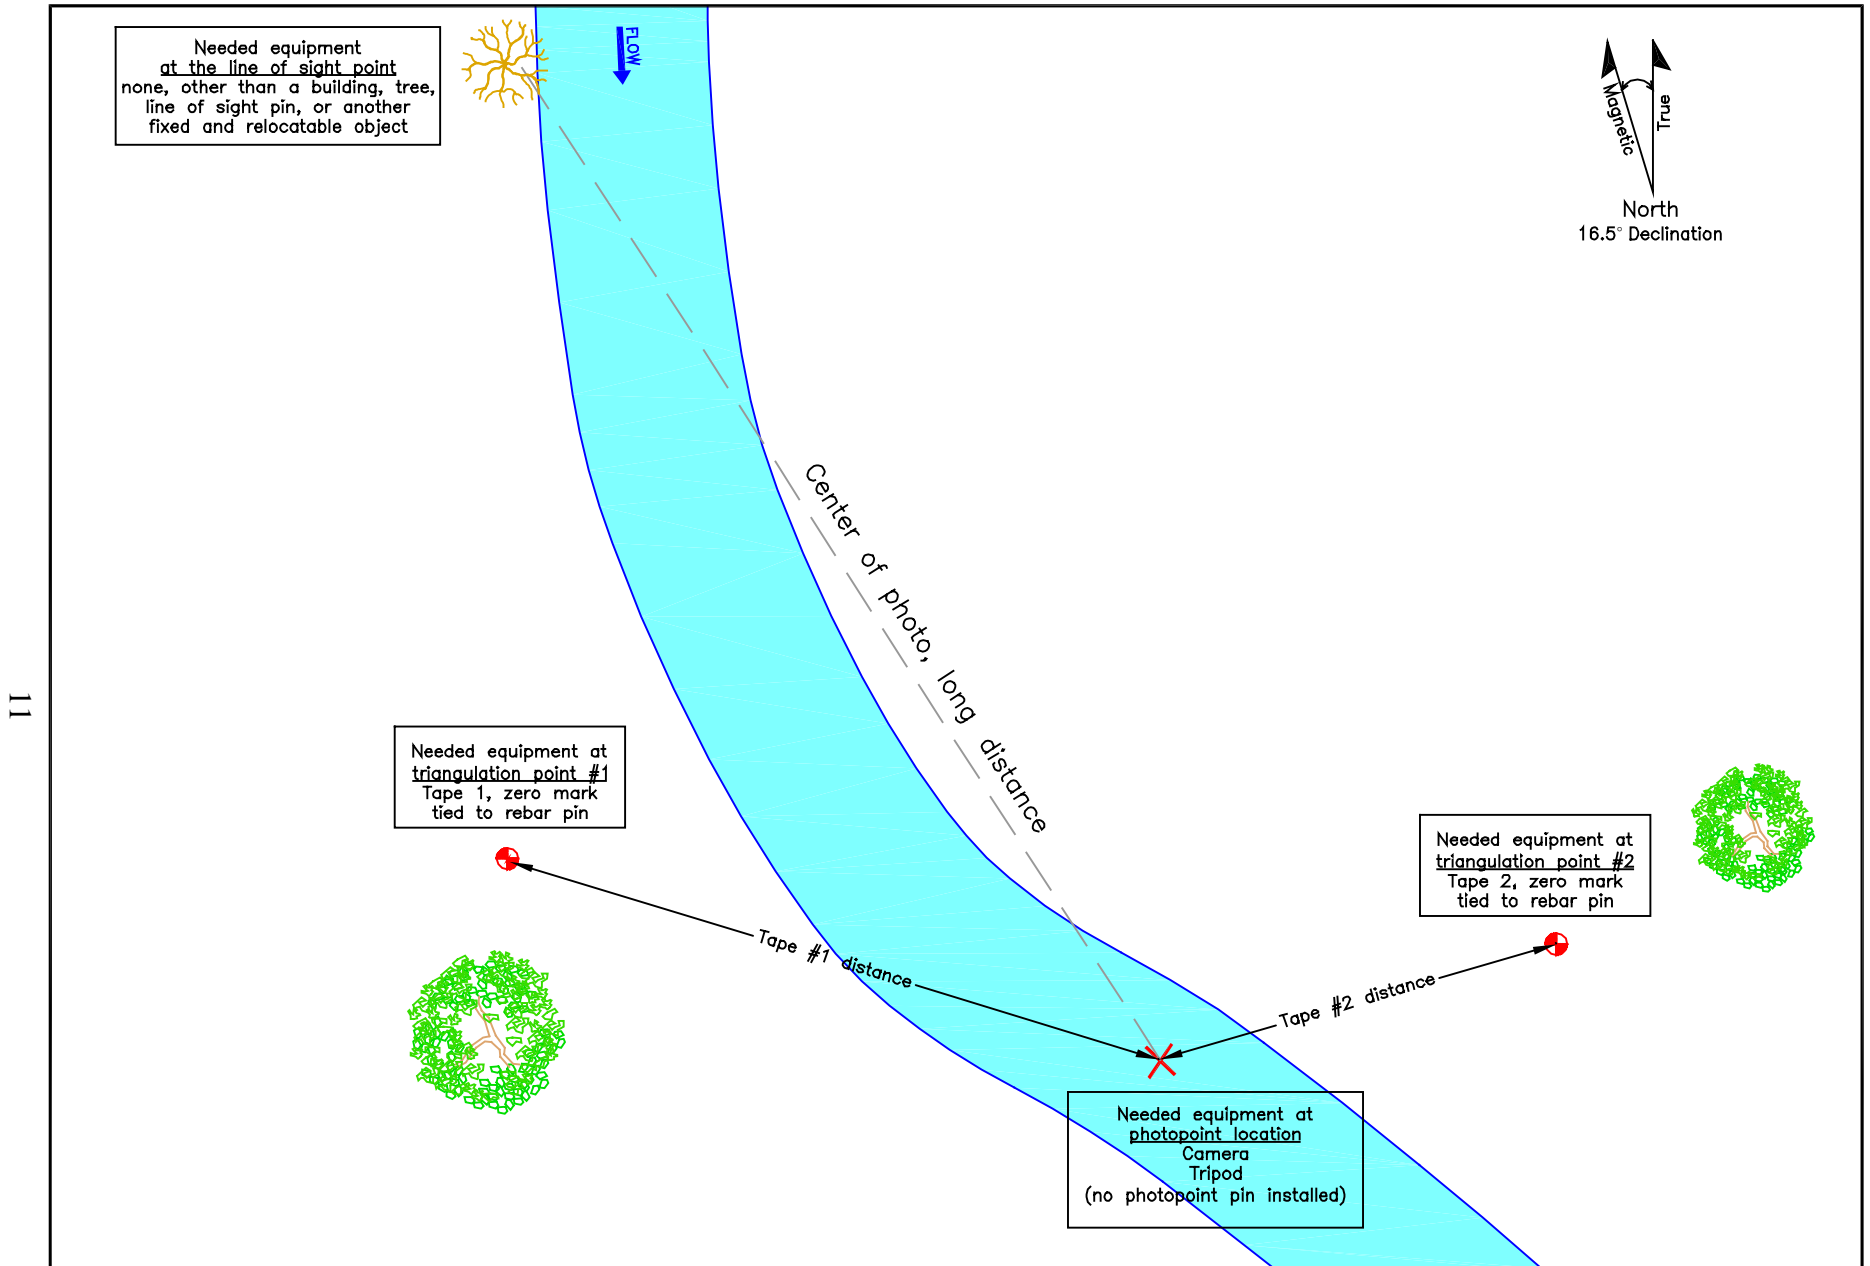 Needed equipment
at the line of sight point
none, other than a building, tree,
line of sight pin, or another
fixed and relocatable object
FLOW
Magnetic
True
North
16.5° Declination
Center of photo, long distance
11
Needed equipment at
triangulation point #1
Tape 1, zero mark
tied to rebar pin
Needed equipment at
triangulation point #2
Tape 2, zero mark
tied to rebar pin
Tape #1 distance
Tape #2 distance
Needed equipment at
photopoint location
Camera
Tripod
(no photopoint pin installed)